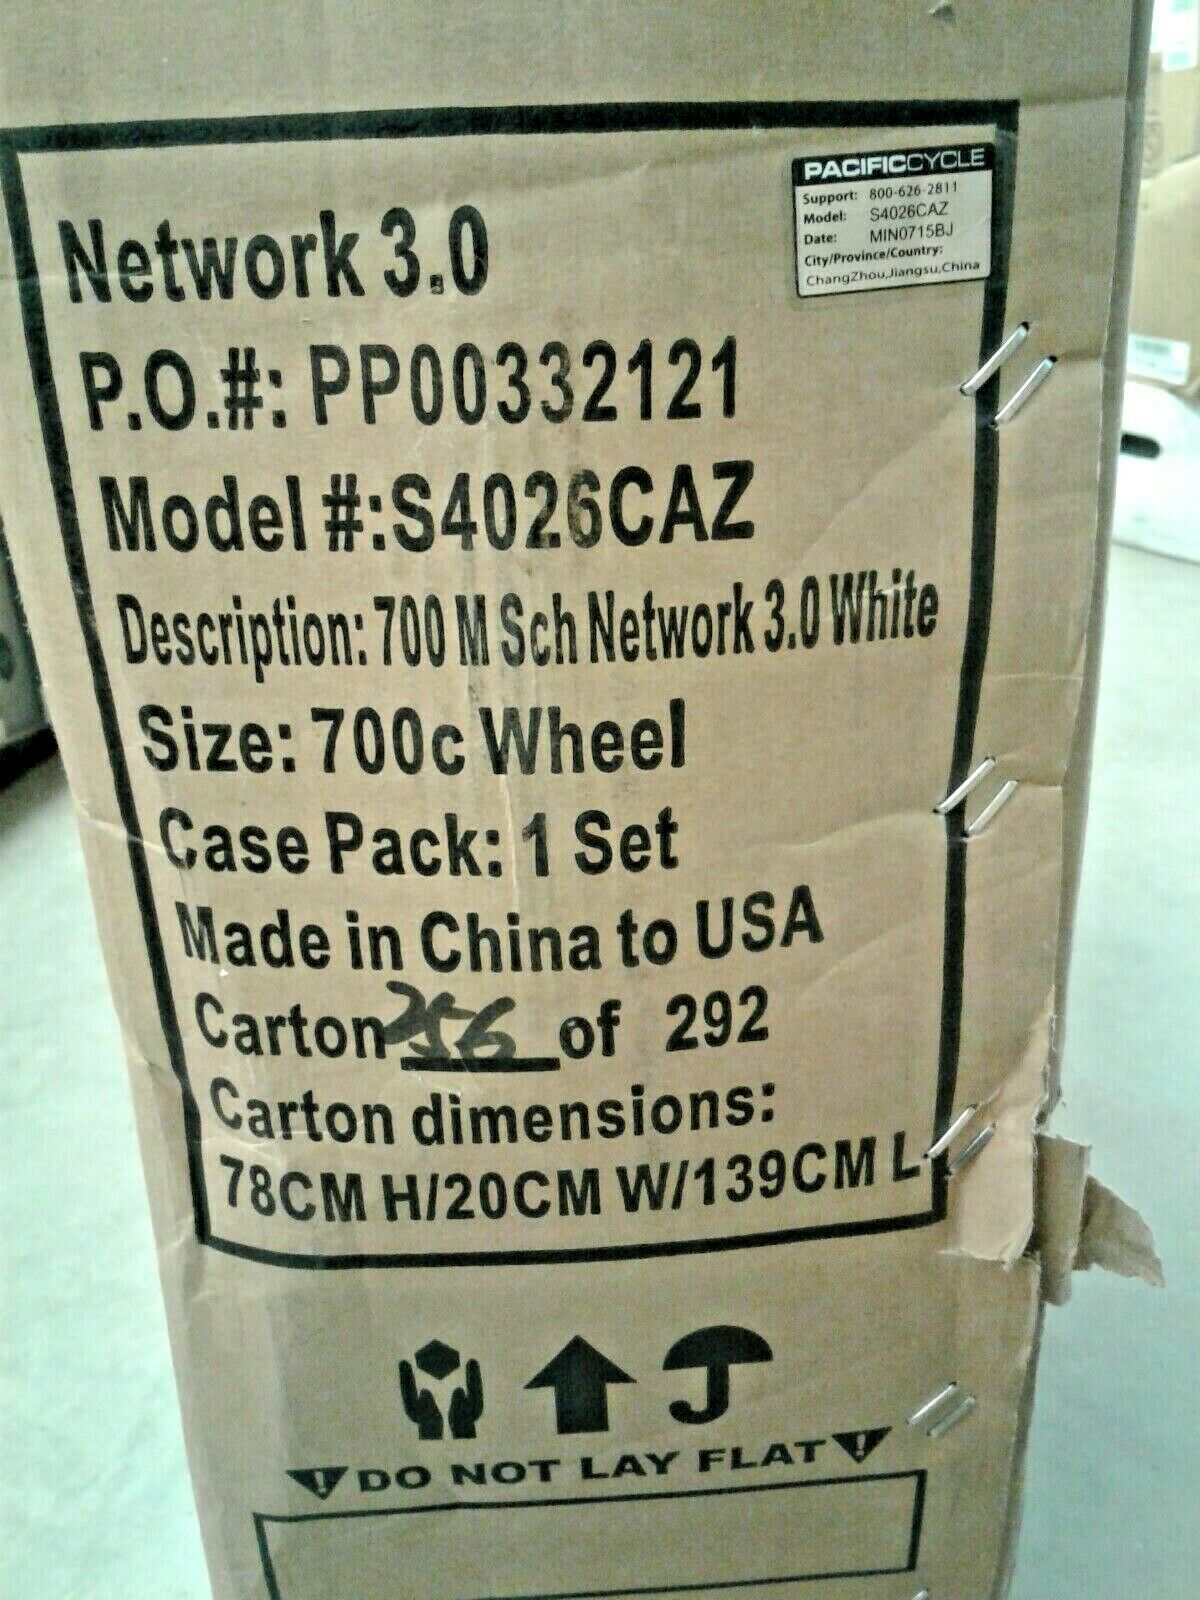 PACIFICCYCLE
Support: 800-626-2811
Model: S4026CAZ
Date: MIN0715BJ
City/Province/Country:
ChangZhou,Jiangsu,China
Network 3.0
P.O.#: PP00332121
Model #:S4026CAZ
Description: 700 M Sch Network 3.0 White
Size: 700c Wheel
Case Pack: 1 Set
Made in China to USA
Carton 256 of 292
Carton dimensions:
78CM H/20CM W/139CM L
! DO NOT LAY FLAT !